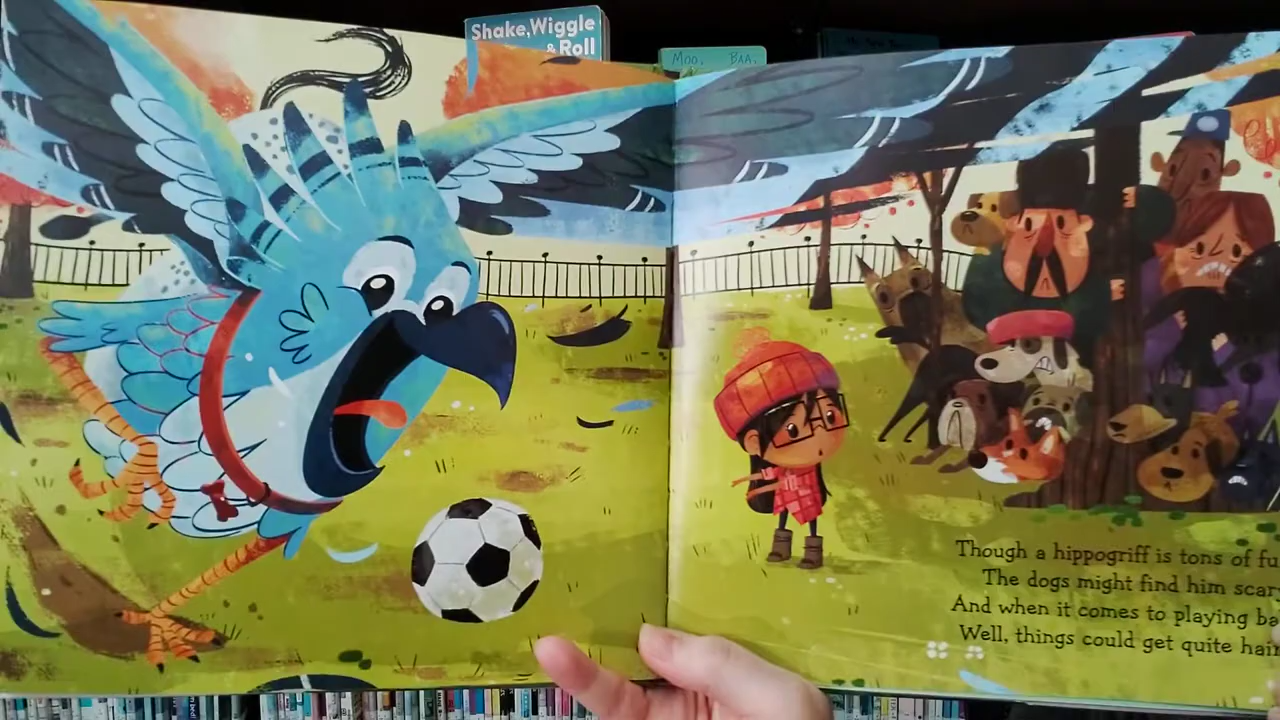 Shake, Wiggle
& Roll
MOO, BAA,
Though a hippogriff is tons of fu
The dogs might find him scar
And when it comes to playing ba
Well, things could get quite hair